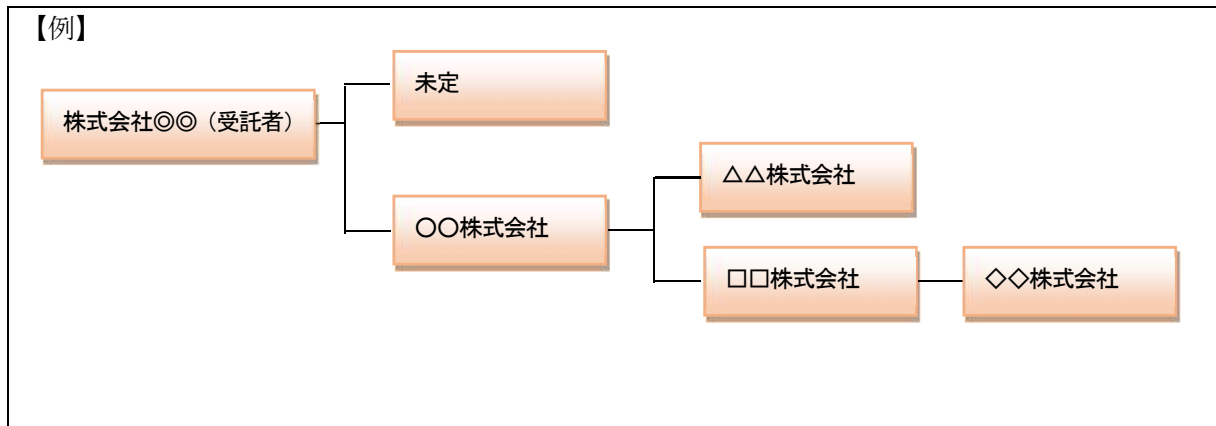 【例】
未定
株式会社◎◎（受託者）
△△株式会社
〇〇株式会社
□□株式会社
◇◇株式会社